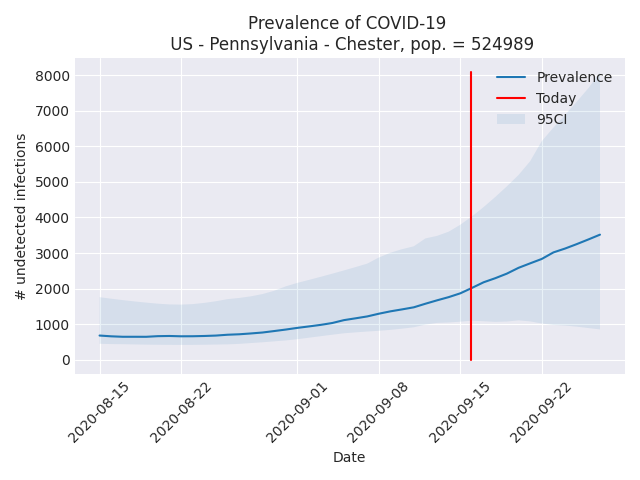 Prevalence of COVID-19
US - Pennsylvania - Chester, pop. = 524989
8000
7000
6000
5000
4000
3000
2000
1000
0
# undetected infections
Prevalence
Today
95CI
2020-08-15
2020-08-22
2020-09-01
2020-09-08
2020-09-15
2020-09-22
Date